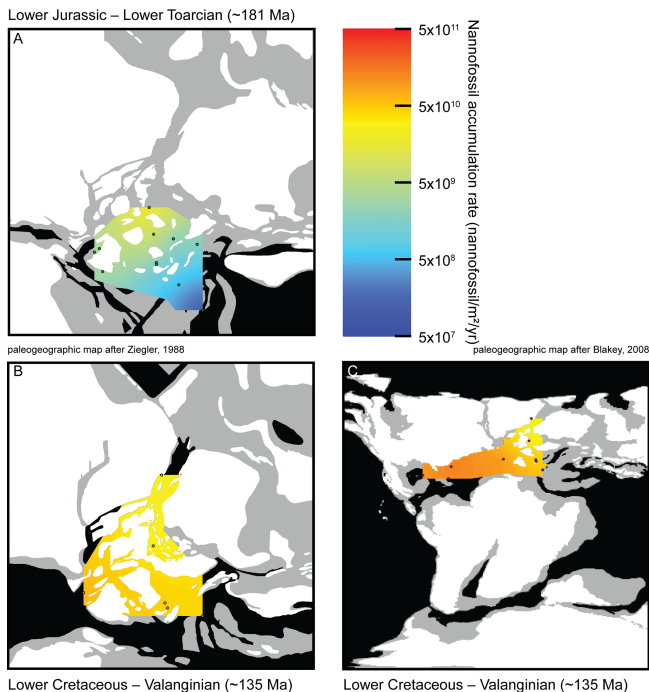 Lower Jurassic – Lower Toarcian (~181 Ma)
A
5x10¹¹
5x10¹⁰
5x10⁹
5x10⁸
5x10⁷
Nannofossil accumulation rate (nannofossil/m²/yr)
paleogeographic map after Ziegler, 1988
paleogeographic map after Blakey, 2008
B
C
Lower Cretaceous – Valanginian (~135 Ma)
Lower Cretaceous – Valanginian (~135 Ma)